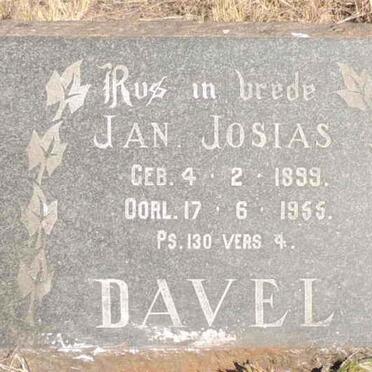 Rus in vrede
JAN JOSIAS
GEB. 4 · 2 · 1899.
OORL. 17 · 6 · 1955.
PS. 130 VERS 4.
DAVEL